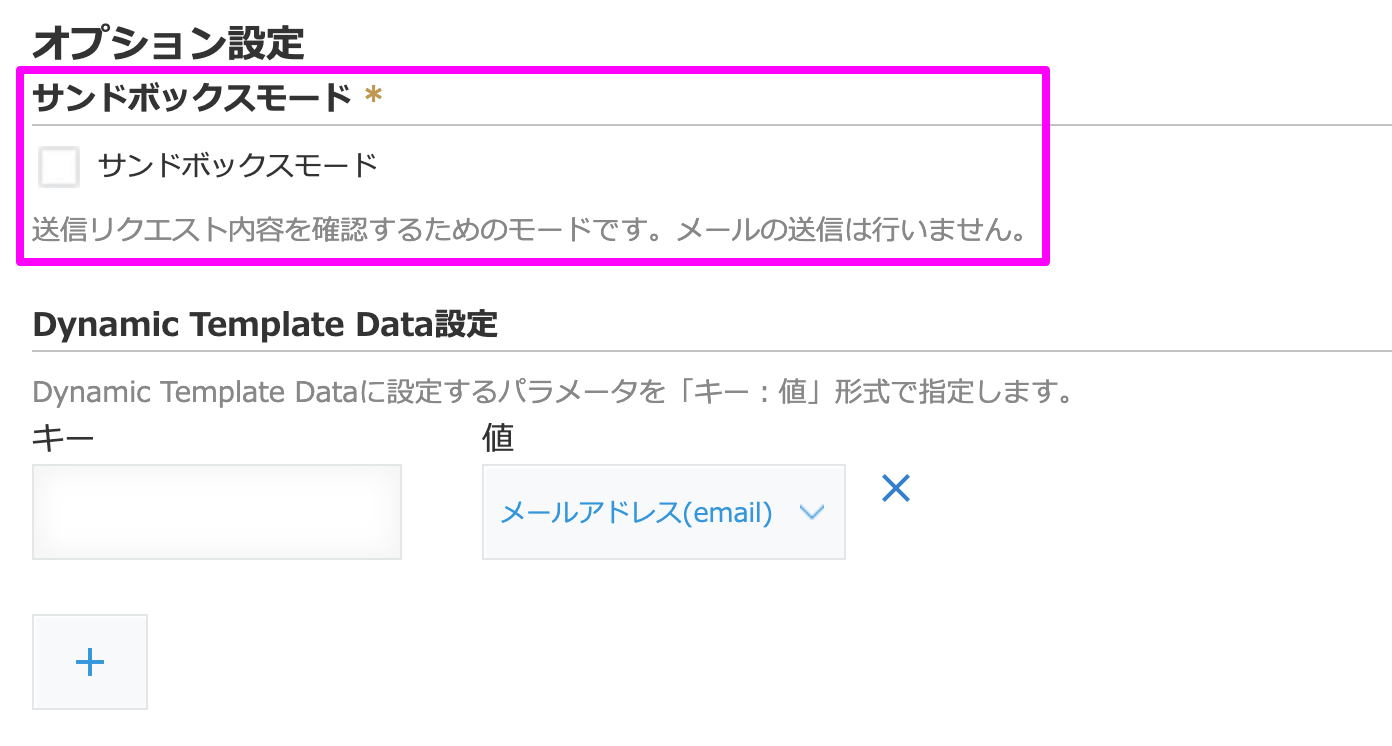 オプション設定
サンドボックスモード *
サンドボックスモード
送信リクエスト内容を確認するためのモードです。メールの送信は行いません。
Dynamic Template Data設定
Dynamic Template Dataに設定するパラメータを「キー：値」形式で指定します。
キー 値
メールアドレス(email)